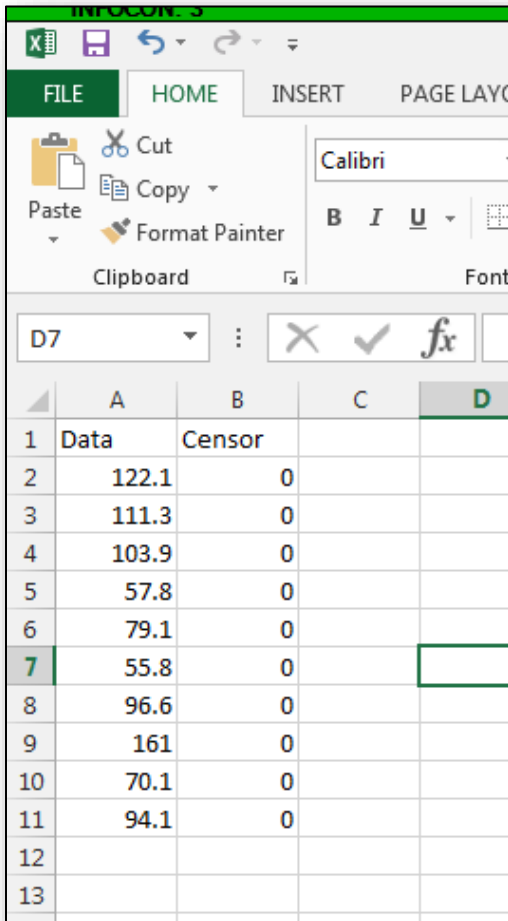 INFOCON: 3
FILE HOME INSERT PAGE LAYO
Cut
Copy
Format Painter
Paste
Clipboard
Calibri
B I U
Font
D7 fx
A B C D
1 Data Censor
2 122.1 0
3 111.3 0
4 103.9 0
5 57.8 0
6 79.1 0
7 55.8 0
8 96.6 0
9 161 0
10 70.1 0
11 94.1 0
12
13